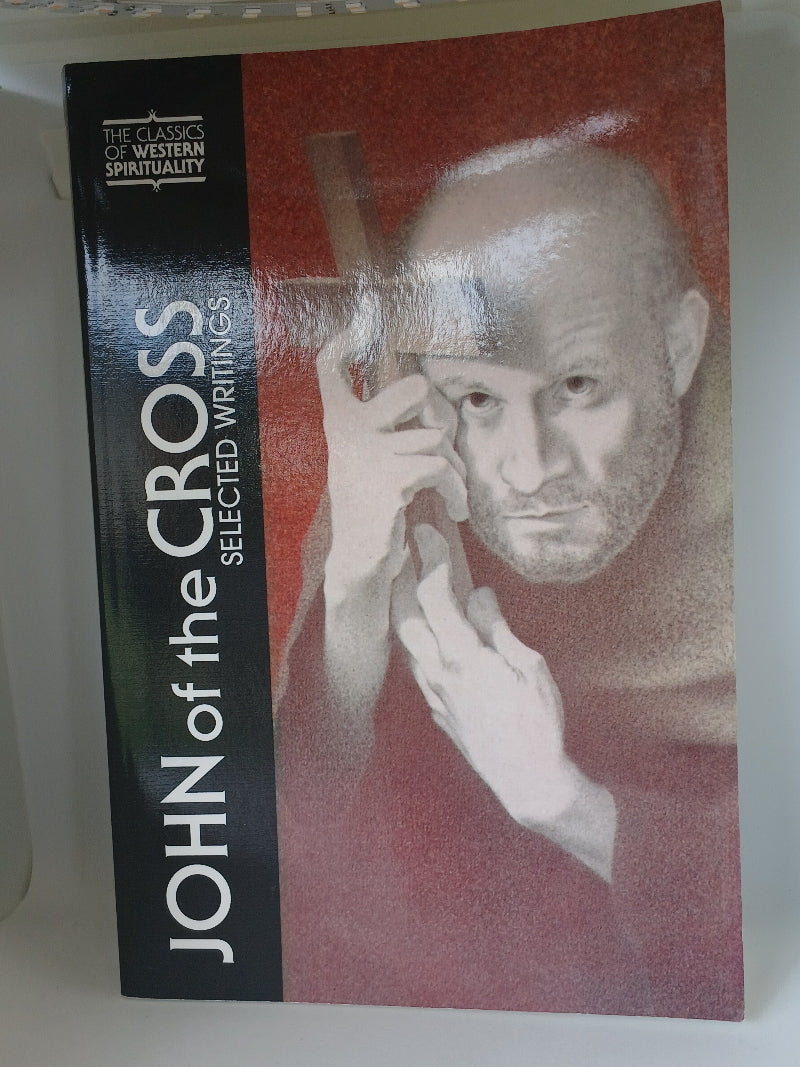 THE CLASSICS
OF WESTERN
SPIRITUALITY
JOHN of the CROSS
SELECTED WRITINGS